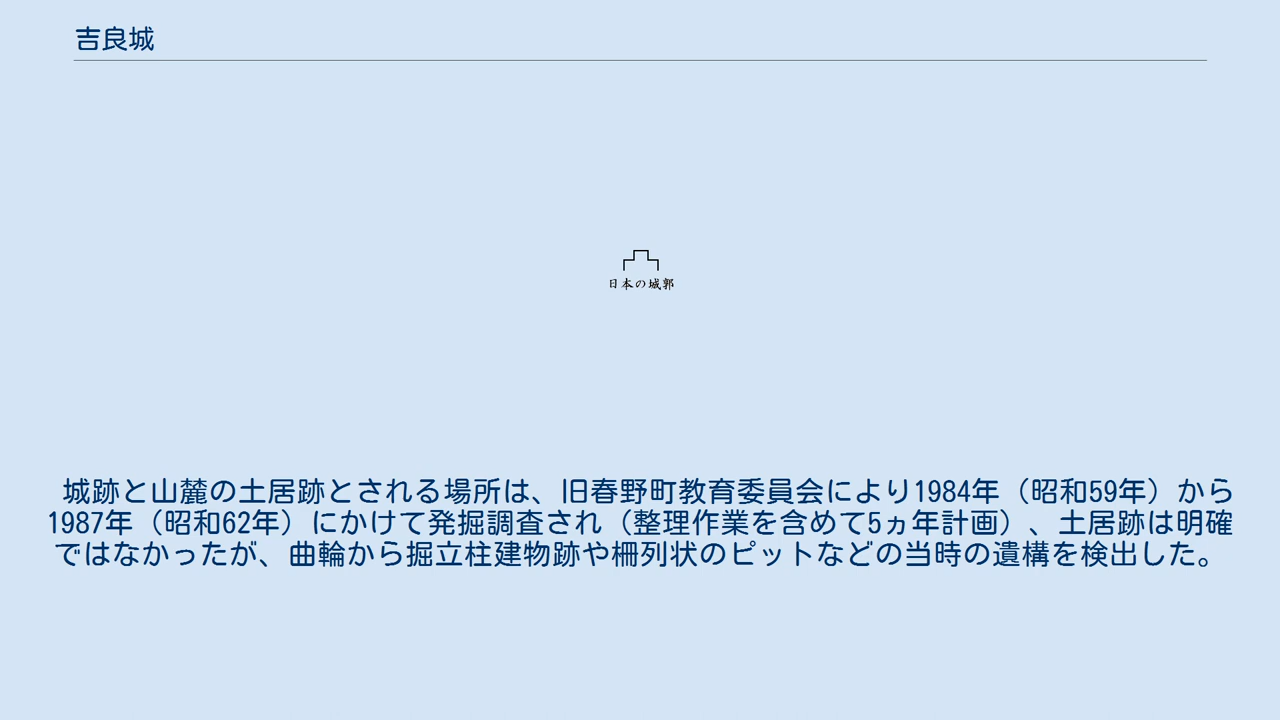 吉良城
日本の城郭
城跡と山麓の土居跡とされる場所は、旧春野町教育委員会により1984年（昭和59年）から
1987年（昭和62年）にかけて発掘調査され（整理作業を含めて5ヵ年計画）、土居跡は明確
ではなかったが、曲輪から掘立柱建物跡や柵列状のピットなどの当時の遺構を検出した。